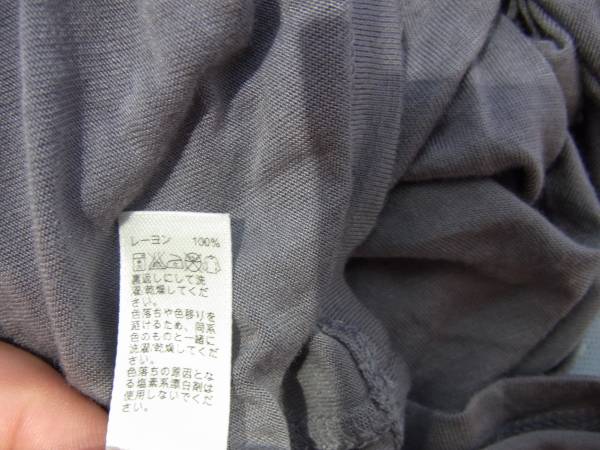 レーヨン 100%
裏返しにして洗
濯/乾燥してくだ
さい。
色落ちや色移りを
避けるため、同系
色のものと一緒に
洗濯/乾燥してくだ
さい。
色落ちの原因とな
る塩素系漂白剤は
使用しないでくだ
さい。